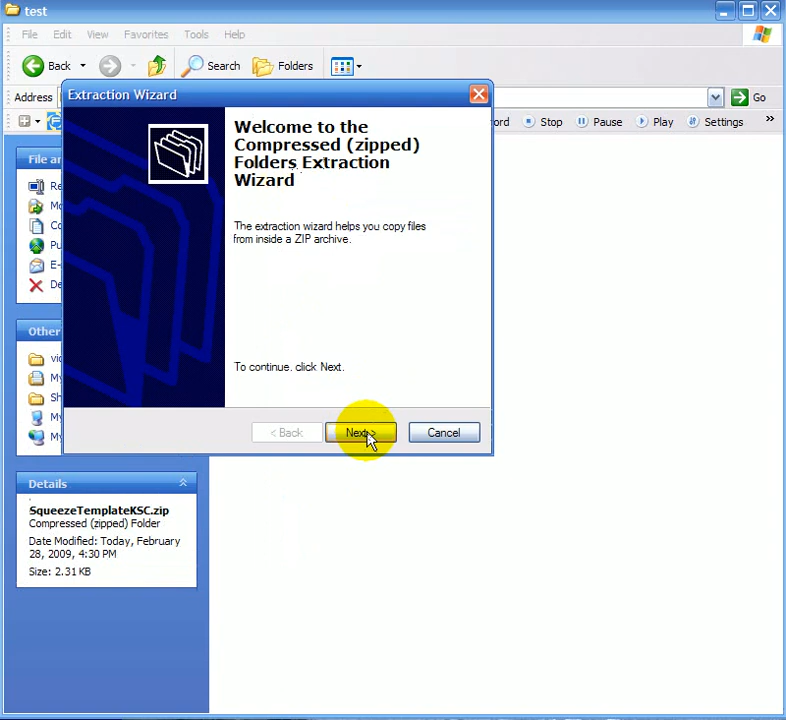 test
File Edit View Favorites Tools Help
Back Search Folders
Address Go
Stop Pause Play Settings
Extraction Wizard
Welcome to the
Compressed (zipped)
Folders Extraction
Wizard
The extraction wizard helps you copy files
from inside a ZIP archive.
To continue, click Next.
< Back Next > Cancel
File
Other
Details
SqueezeTemplateKSC.zip
Compressed (zipped) Folder
Date Modified: Today, February
28, 2009, 4:30 PM
Size: 2.31 KB